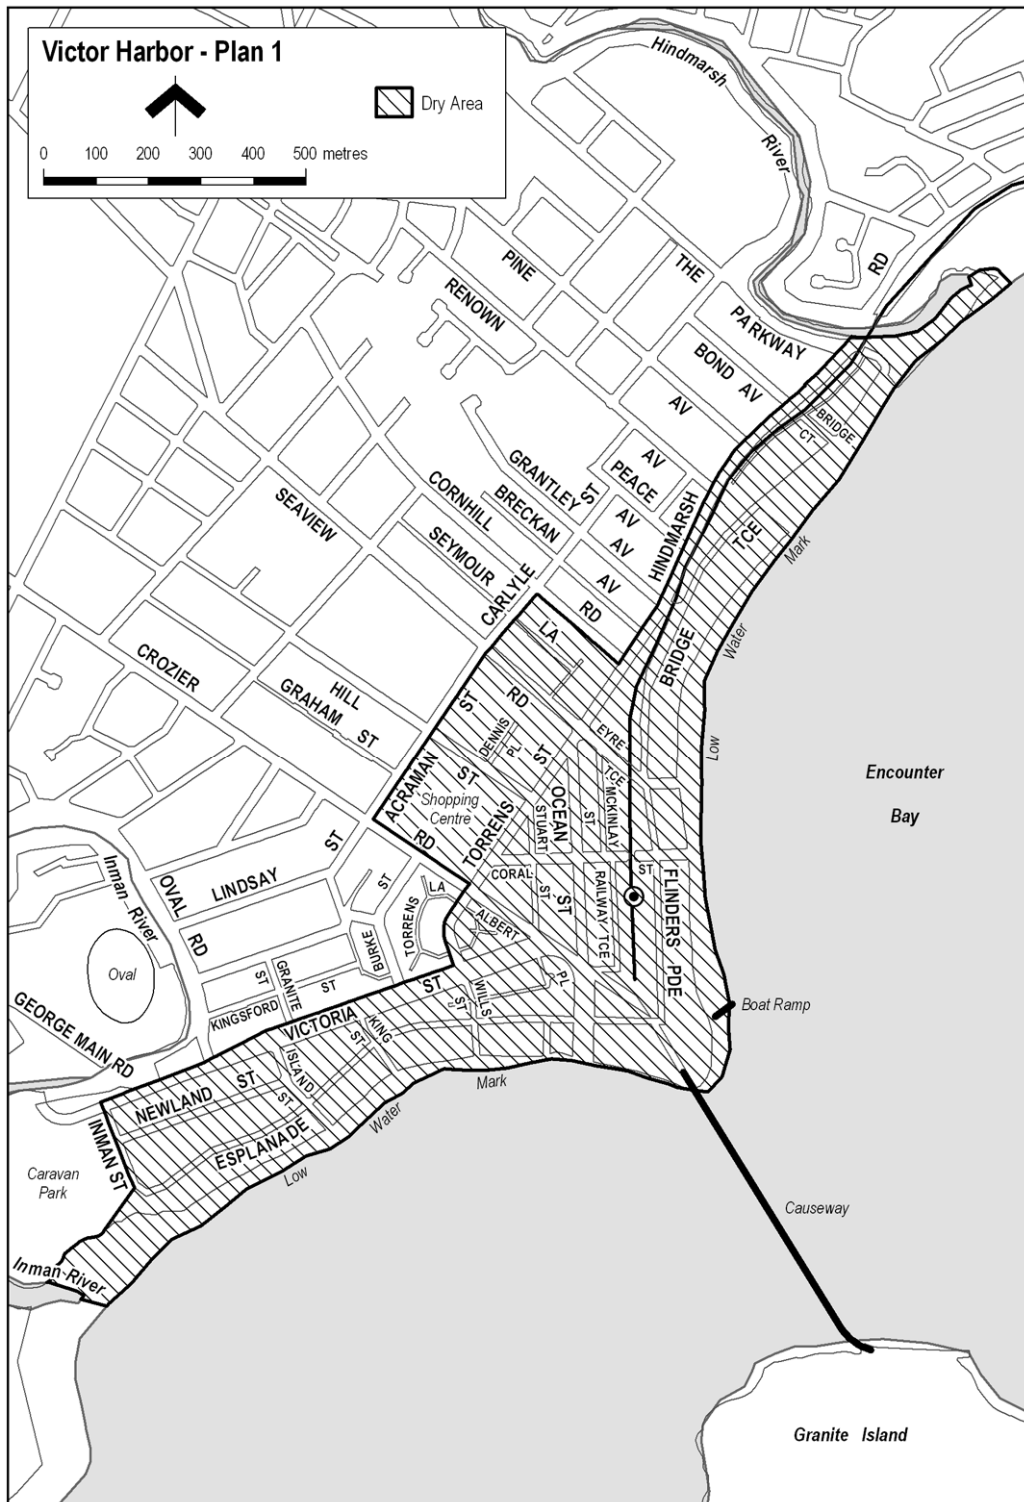 Victor Harbor - Plan 1
Dry Area
0 100 200 300 400 500 metres
Hindmarsh
River
RD
THE
PARKWAY
PINE
RENOWN
BOND AV
AV
BRIDGE
CT
AV
PEACE
GRANTLEY
ST
BRECKAN
AV
AV
CORNHILL
SEYMOUR
SEAVIEW
HINDMARSH
TCE
Mark
Water
Low
CARLYLE
AV
RD
LA
BRIDGE
CROZIER
HILL
GRAHAM ST
ST
RD
DENNIS
PL
ST
EYRE
TCE
ACRAMAN
ST
Shopping
Centre
RD
TORRENS
OCEAN
STUART
ST
MCKINLAY
ST
Encounter
Bay
Inman River
OVAL
RD
LINDSAY
ST
ST
LA
CORAL
ST
ST
RAILWAY TCE
FLINDERS
PDE
TORRENS
BURKE
ALBERT
Oval
ST
GRANITE
ST
ST
ST
WILLS
PL
Boat Ramp
GEORGE MAIN RD
KINGSFORD
VICTORIA
KING
ST
ISLAND
ST
NEWLAND
ST
ESPLANADE
Mark
Water
Low
INMAN ST
Caravan
Park
Inman River
Causeway
Granite Island